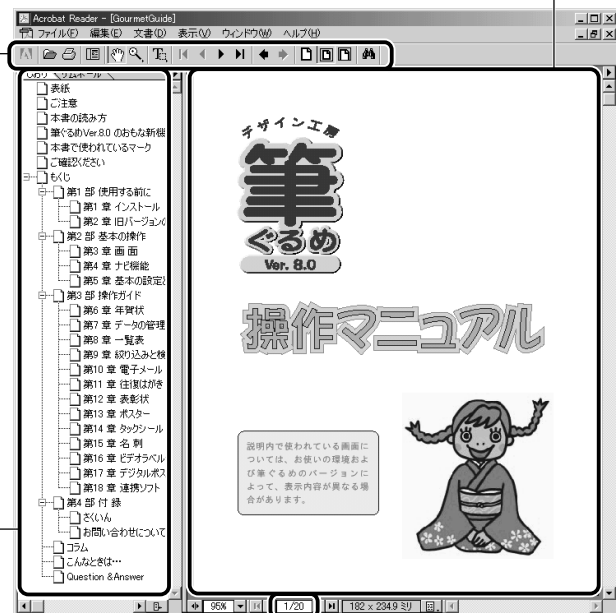 Acrobat Reader - [GourmetGuide]
ファイル(F) 編集(E) 文書(D) 表示(V) ウィンドウ(W) ヘルプ(H)
しおり サムネール
表紙
ご注意
本書の読み方
筆ぐるめVer.8.0 のおもな新機
本書で使われているマーク
ご確認ください
もくじ
第1 部 使用する前に
第1 章 インストール
第2 章 旧バージョンの
第2 部 基本の操作
第3 章 画 面
第4 章 ナビ機能
第5 章 基本の設定と
第3 部 操作ガイド
第6 章 年賀状
第7 章 データの管理
第8 章 一覧表
第9 章 絞り込みと検
第10 章 電子メール
第11 章 往復はがき
第12 章 表彰状
第13 章 ポスター
第14 章 タックシール
第15 章 名 刺
第16 章 ビデオラベル
第17 章 デジタルポス
第18 章 連携ソフト
第4 部 付 録
さくいん
お問い合わせについて
コラム
こんなときは…
Question &Answer
デザイン工房
筆
ぐるめ
Ver. 8.0
操作マニュアル
説明内で使われている画面に
ついては、お使いの環境およ
び筆ぐるめのバージョンに
よって、表示内容が異なる場
合があります。
95%
1/20
182 x 234.9 ミリ